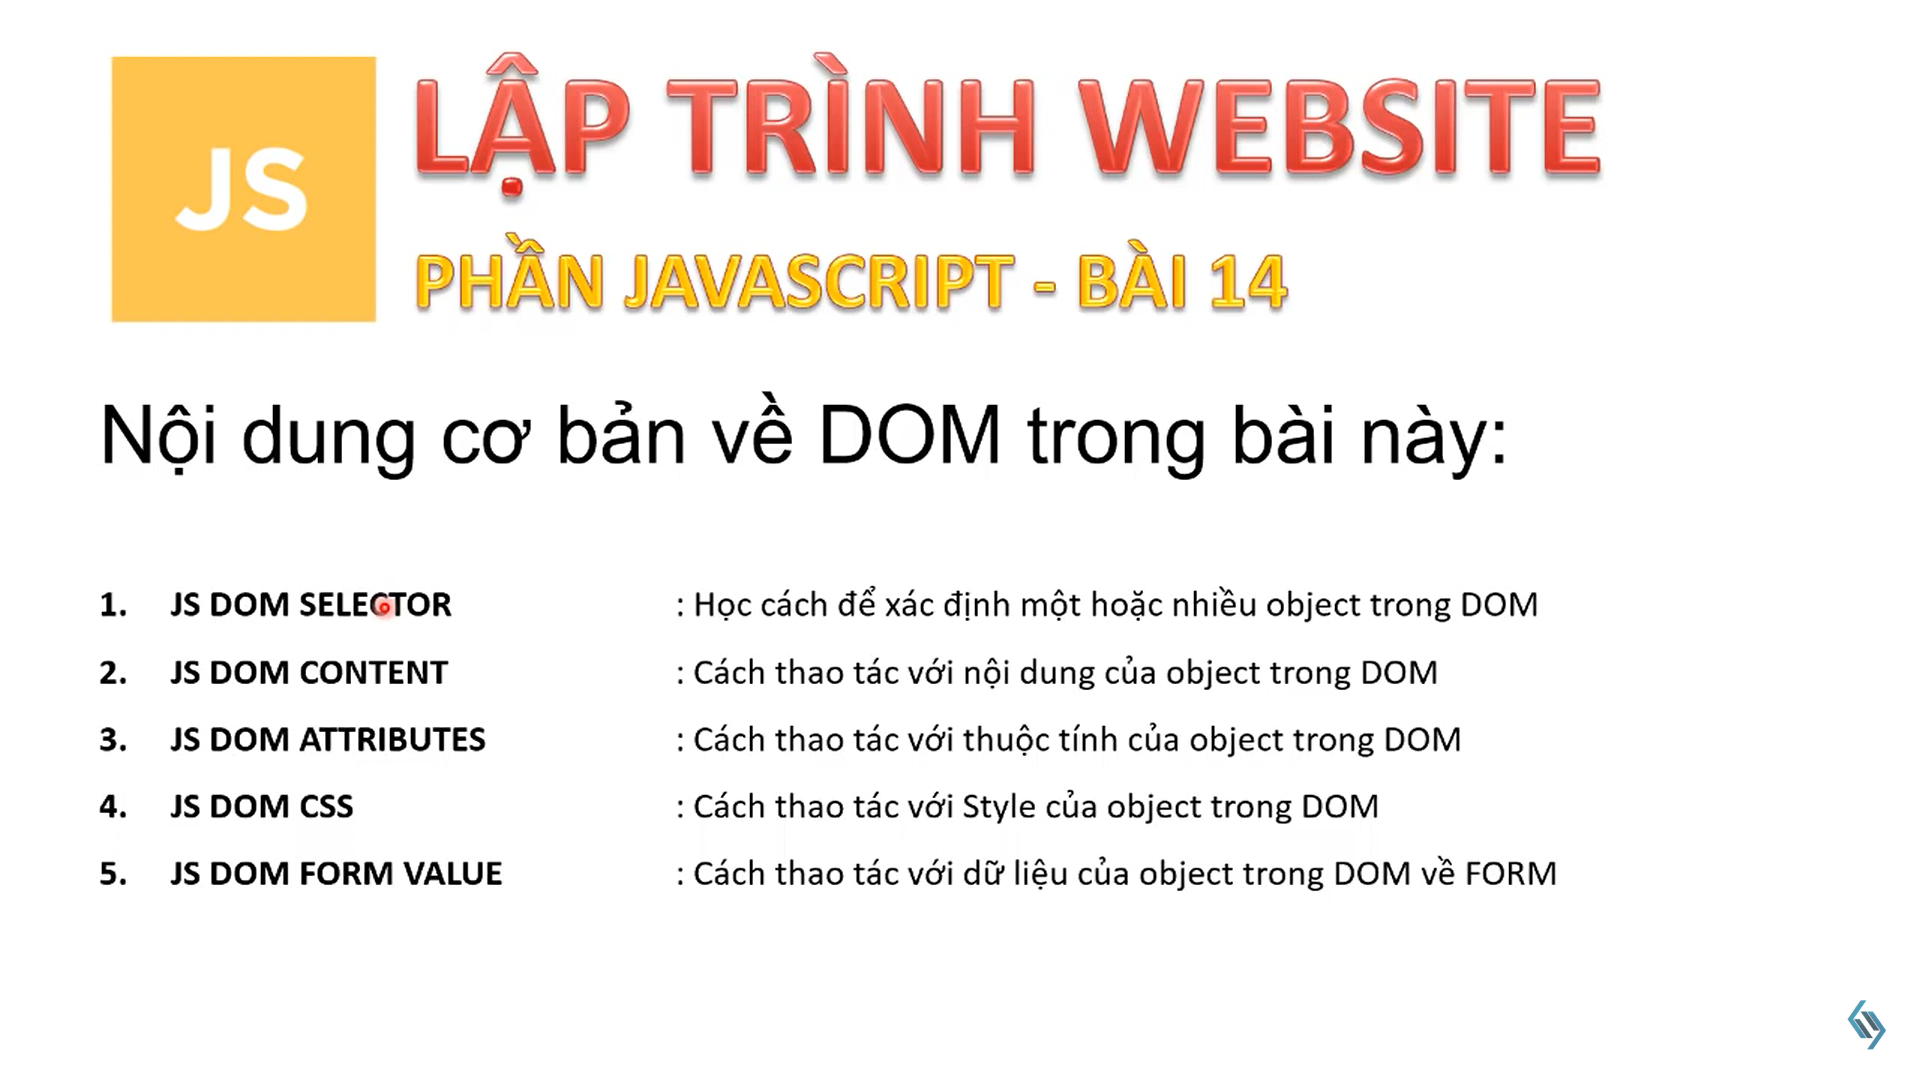 JS
LẬP TRÌNH WEBSITE
PHẦN JAVASCRIPT - BÀI 14
Nội dung cơ bản về DOM trong bài này:
1. JS DOM SELECTOR : Học cách để xác định một hoặc nhiều object trong DOM
2. JS DOM CONTENT : Cách thao tác với nội dung của object trong DOM
3. JS DOM ATTRIBUTES : Cách thao tác với thuộc tính của object trong DOM
4. JS DOM CSS : Cách thao tác với Style của object trong DOM
5. JS DOM FORM VALUE : Cách thao tác với dữ liệu của object trong DOM về FORM